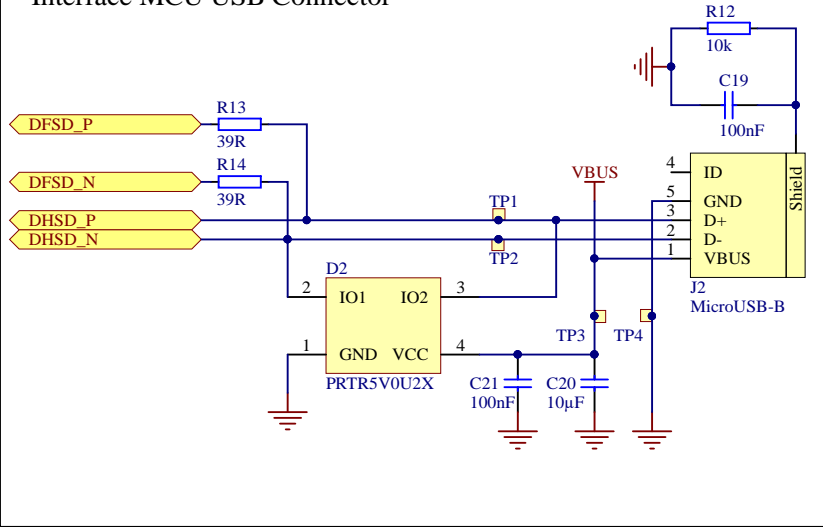 Interface MCU USB Connector
R12
10k
C19
100nF
R13
DFSD_P
39R
R14
DFSD_N
39R
DHSD_P
DHSD_N
TP1
TP2
VBUS
4 ID
5 GND
3 D+
2 D-
1 VBUS
Shield
J2
MicroUSB-B
D2
2 IO1 IO2 3
1 GND VCC 4
PRTR5V0U2X
TP3 TP4
C21
100nF
C20
10µF